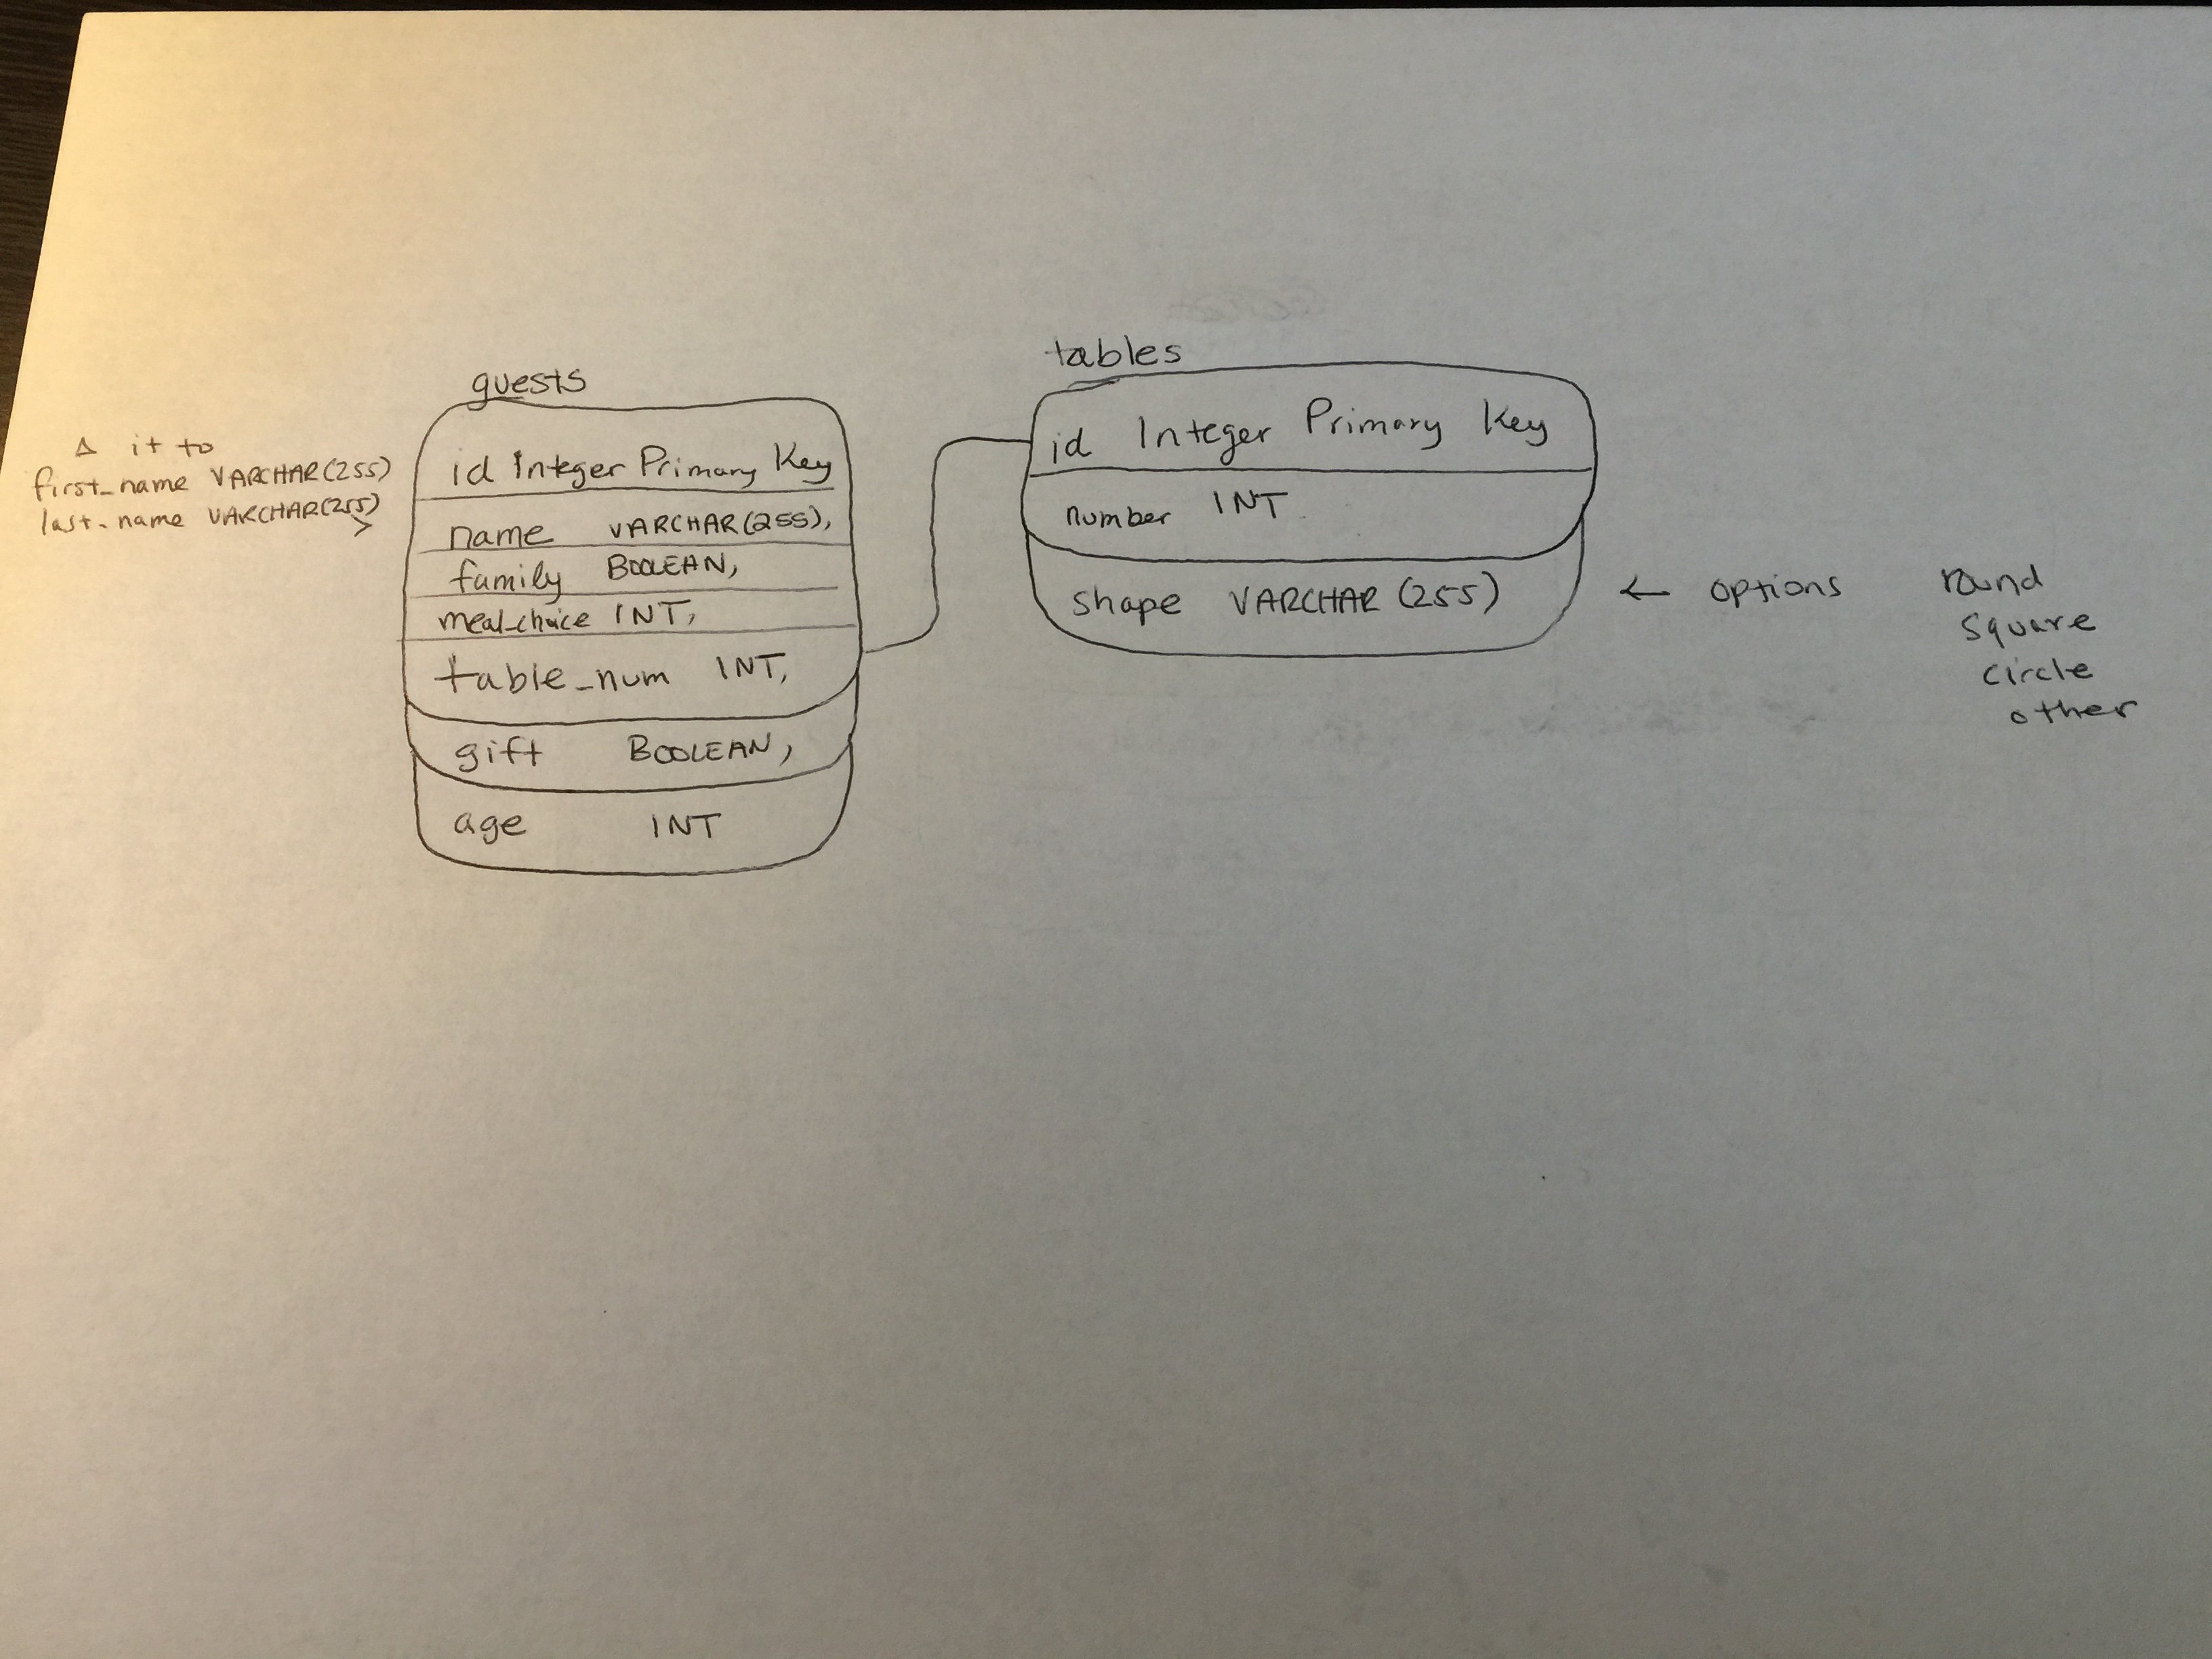 guests
Δ it to
first_name VARCHAR(255)
last_name VARCHAR(255)
>
id Integer Primary Key
name VARCHAR(255),
family BOOLEAN,
meal_choice INT,
table_num INT,
gift BOOLEAN,
age INT
tables
id Integer Primary Key
number INT
shape VARCHAR (255)
← options round
square
circle
other